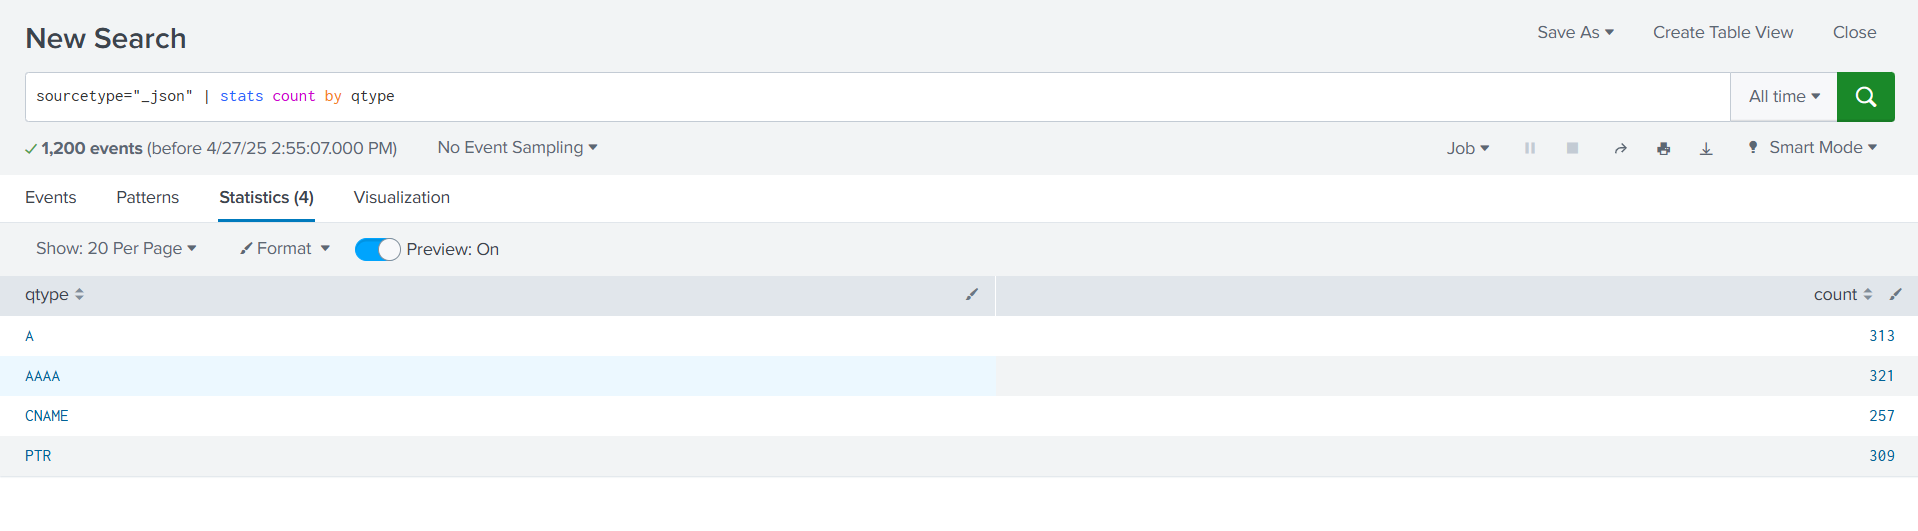 New Search
Save As
Create Table View
Close
sourcetype="_json" | stats count by qtype
All time
1,200 events (before 4/27/25 2:55:07.000 PM)
No Event Sampling
Job
Smart Mode
Events
Patterns
Statistics (4)
Visualization
Show: 20 Per Page
Format
Preview: On
qtype
count
A
313
AAAA
321
CNAME
257
PTR
309